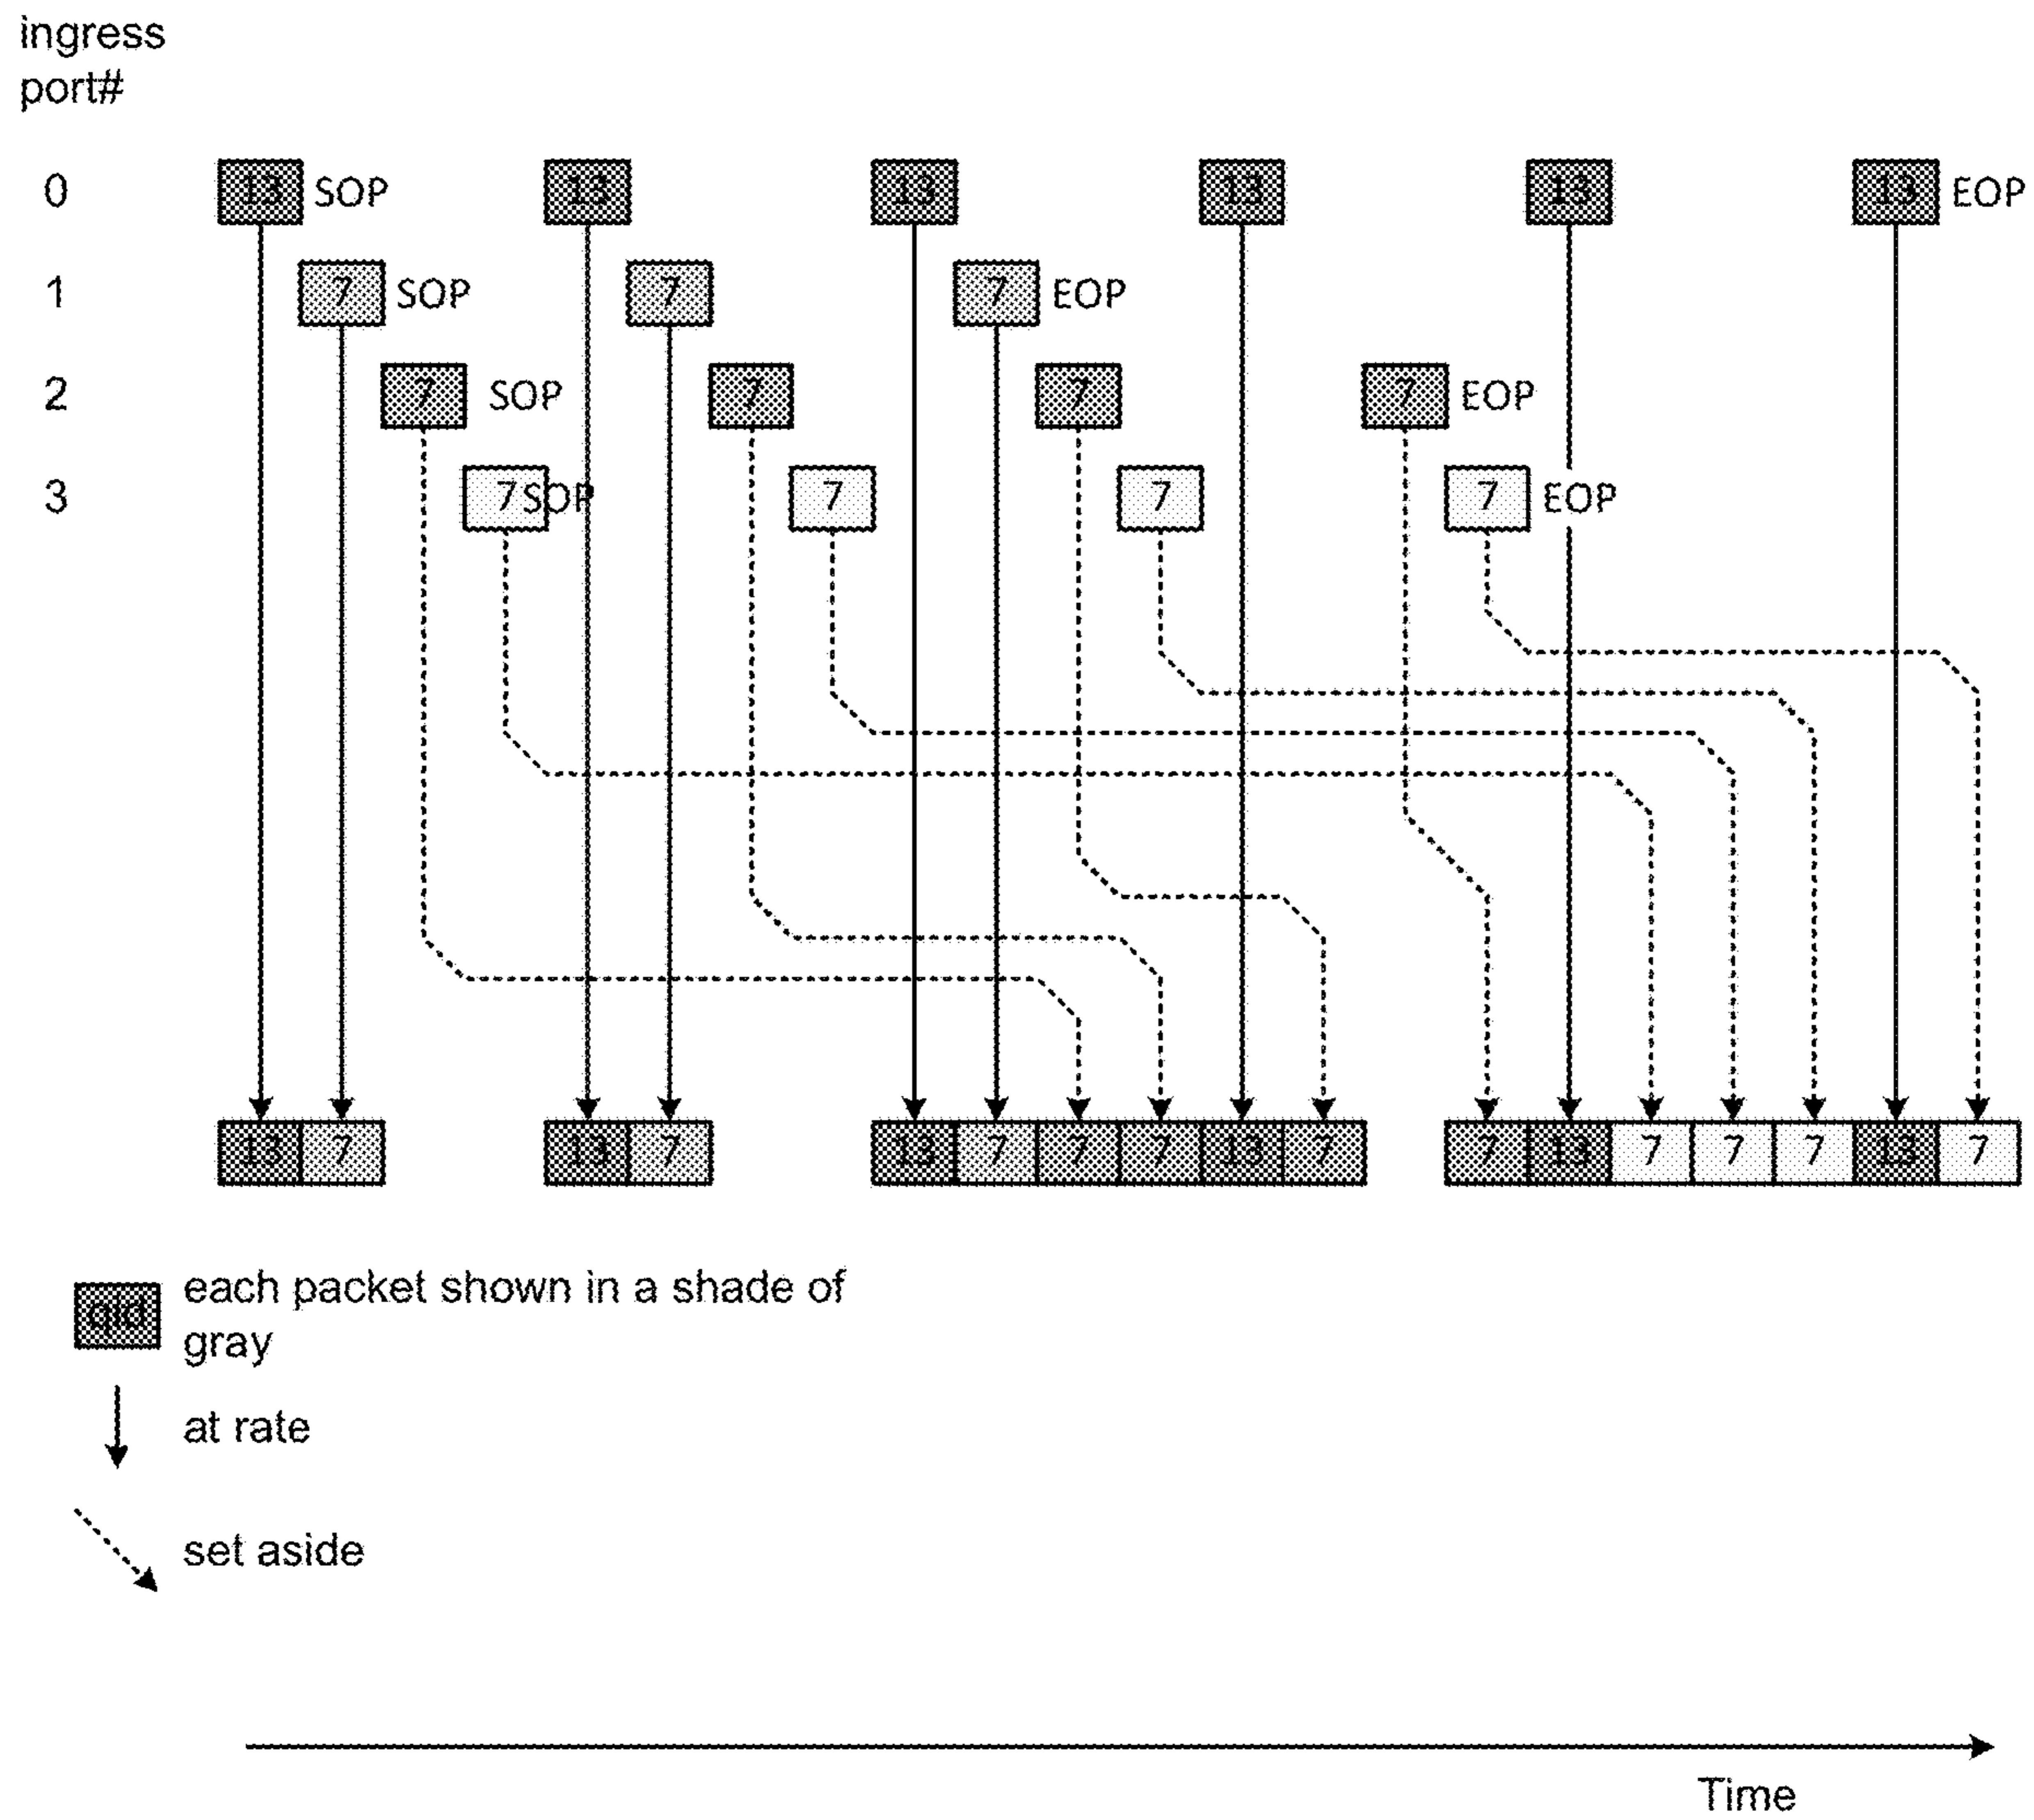 ingress
port#
0 13 SOP 13 13 13 13 13 EOP
1 7 SOP 7 7 EOP
2 7 SOP 7 7 7 EOP
3 7 SOP 7 7 7 EOP
13 7 13 7 13 7 7 7 13 7 7 13 7 7 7 13 7
qid each packet shown in a shade of
gray
at rate
set aside
Time